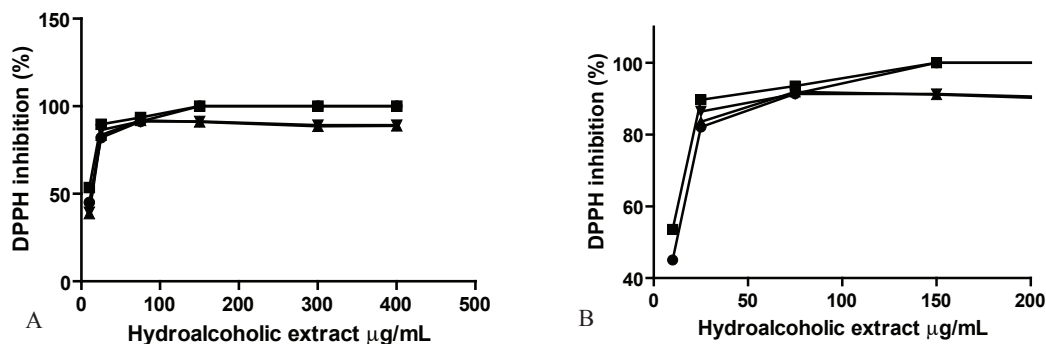 150
100
50
0
DPPH inhibition (%)
0 100 200 300 400 500
Hydroalcoholic extract μg/mL
A
100
80
60
40
DPPH inhibition (%)
0 50 100 150 200
Hydroalcoholic extract μg/mL
B